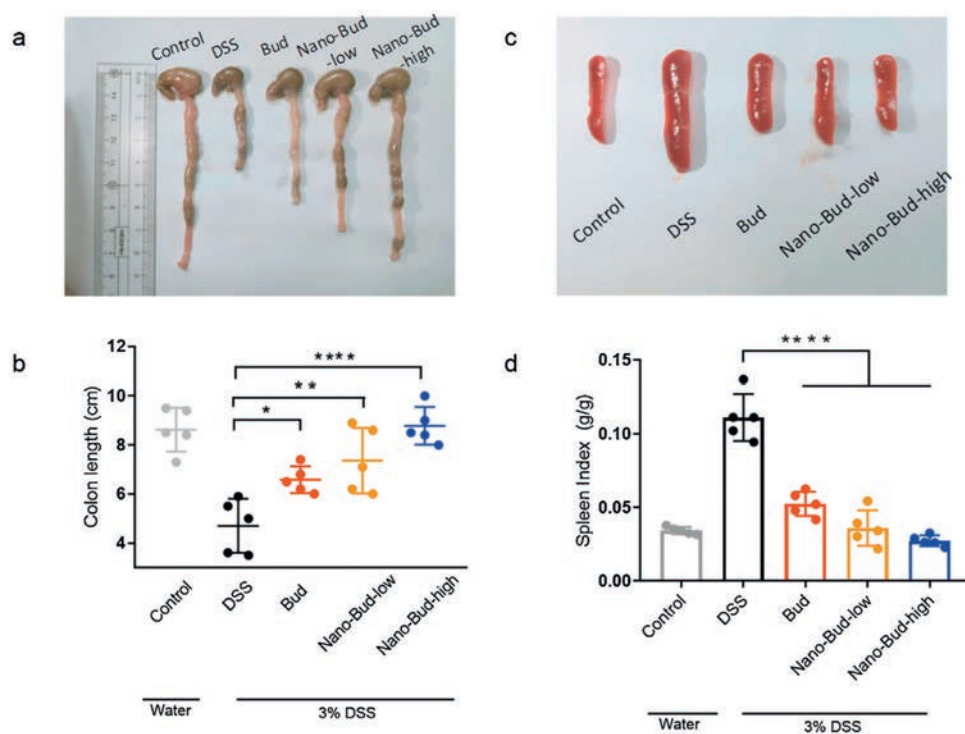 a
Control
DSS
Bud
Nano-Bud
-low
Nano-Bud
-high
c
Control
DSS
Bud
Nano-Bud-low
Nano-Bud-high
b
Colon length (cm)
12
10
8
6
4
*
* *
****
Control
DSS
Bud
Nano-Bud-low
Nano-Bud-high
Water
3% DSS
d
Spleen Index (g/g)
0.15
0.10
0.05
0.00
* * * *
Control
DSS
Bud
Nano-Bud-low
Nano-Bud-high
Water
3% DSS